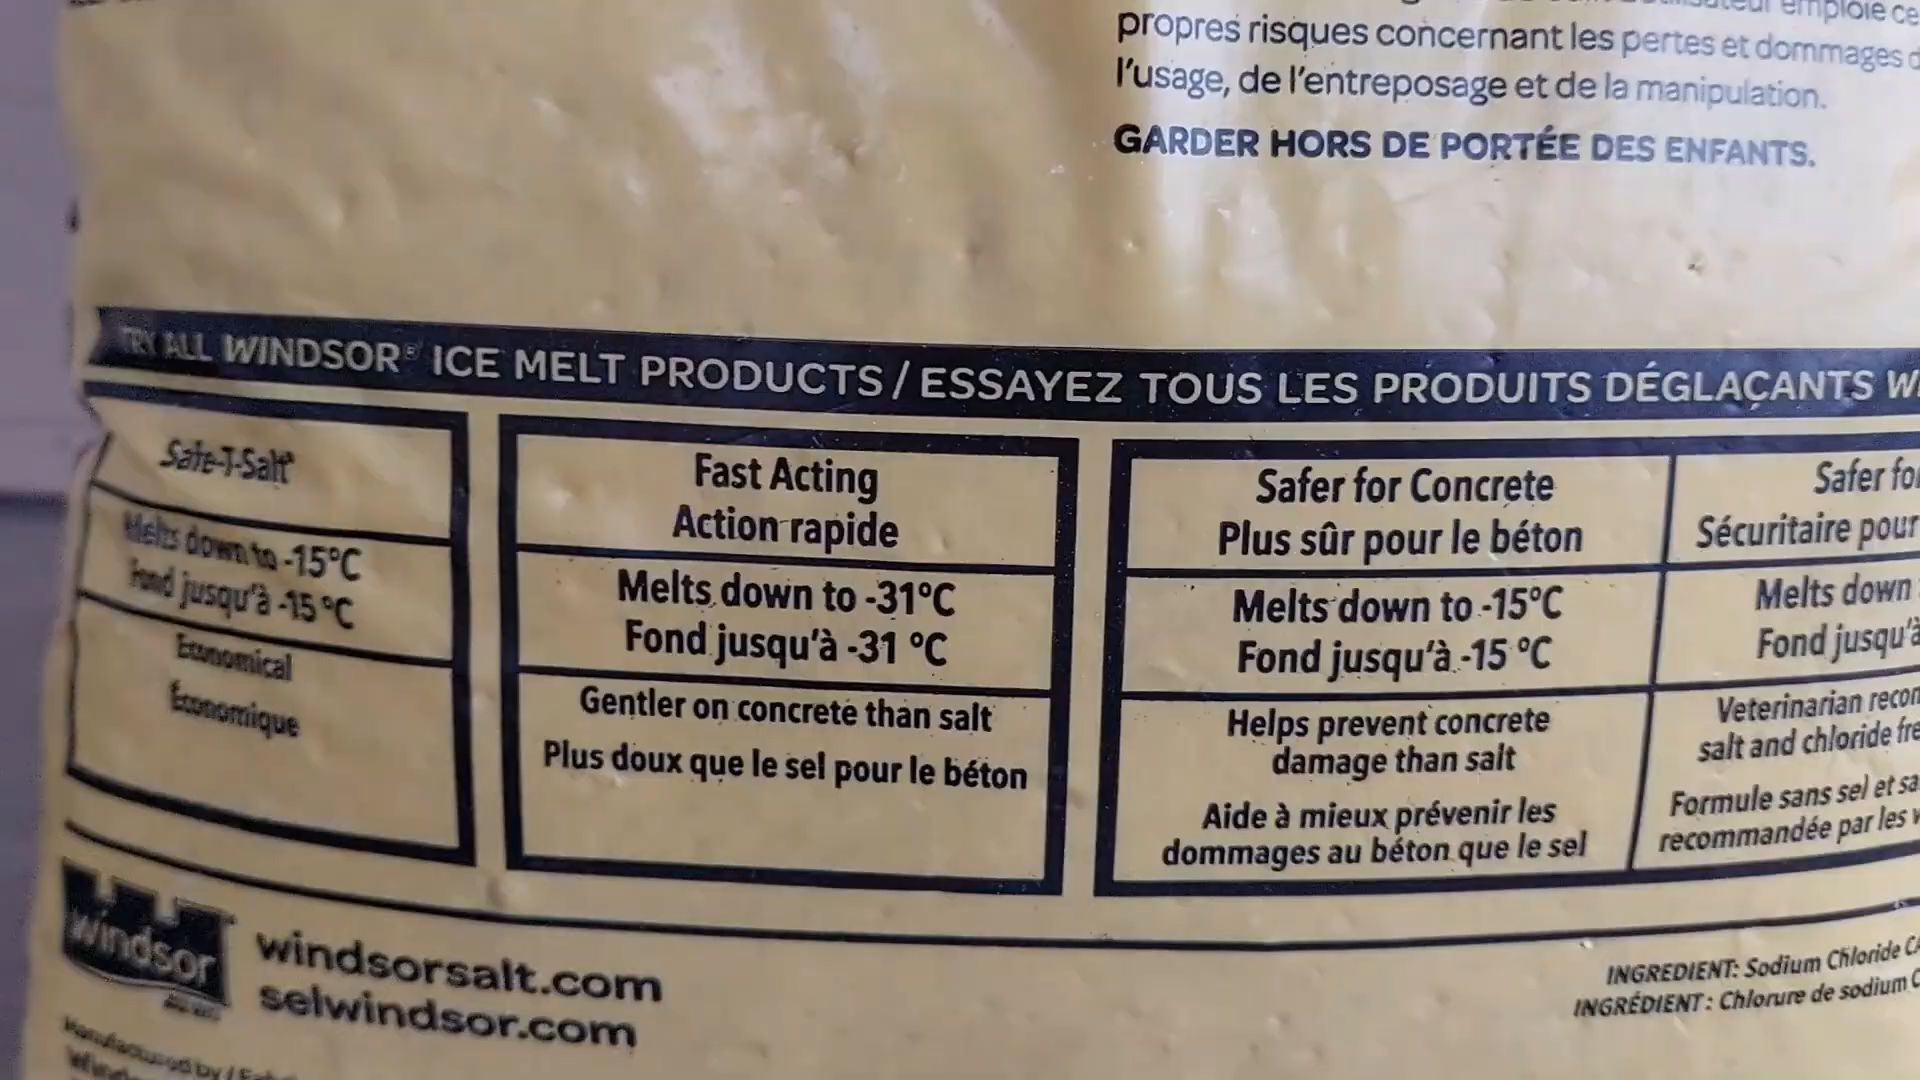 emploie ce
propres risques concernant les pertes et dommages d
l'usage, de l'entreposage et de la manipulation.
GARDER HORS DE PORTÉE DES ENFANTS.
TRY ALL WINDSOR® ICE MELT PRODUCTS / ESSAYEZ TOUS LES PRODUITS DÉGLAÇANTS W
Safe-T-Salt®
Melts down to -15°C
Fond jusqu'à -15 °C
Economical
Économique
Fast Acting
Action rapide
Melts down to -31°C
Fond jusqu'à -31 °C
Gentler on concrete than salt
Plus doux que le sel pour le béton
Safer for Concrete
Plus sûr pour le béton
Melts down to -15°C
Fond jusqu'à -15 °C
Helps prevent concrete
damage than salt
Aide à mieux prévenir les
dommages au béton que le sel
Safer for
Sécuritaire pour
Melts down
Fond jusqu'à
Veterinarian recom
salt and chloride fre
Formule sans sel et sa
recommandée par les v
Windsor
windsorsalt.com
selwindsor.com
INGREDIENT: Sodium Chloride CA
INGRÉDIENT : Chlorure de sodium C
Manufactured by /